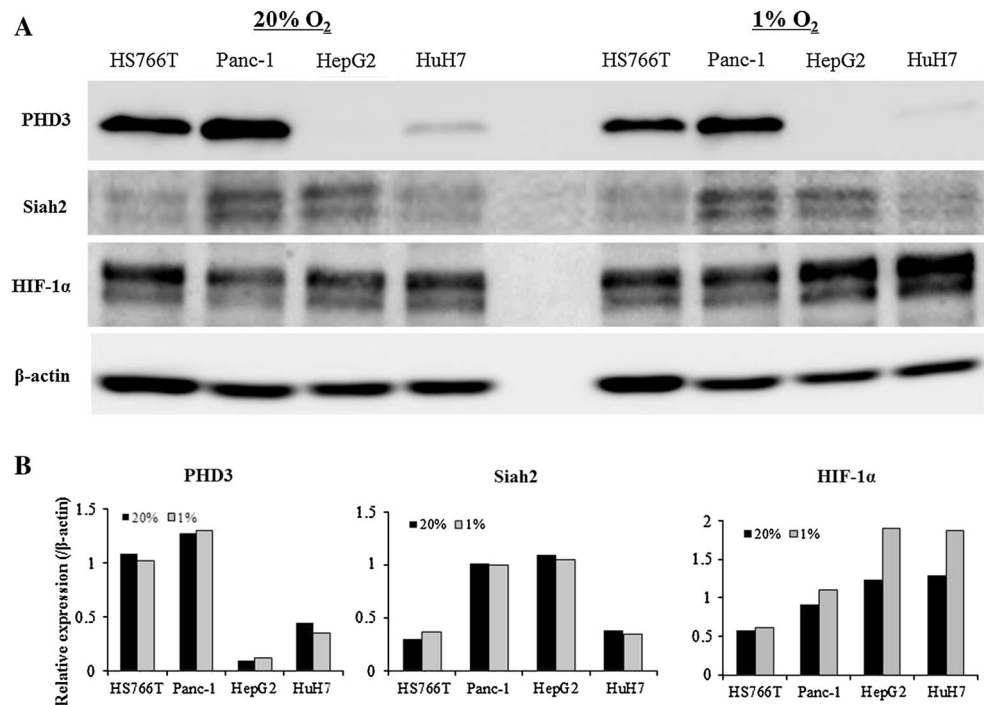 A
20% O₂
1% O₂
HS766T Panc-1 HepG2 HuH7 HS766T Panc-1 HepG2 HuH7
PHD3
Siah2
HIF-1α
β-actin
B
PHD3
Relative expression (/β-actin)
1.5
1
0.5
0
20% 1%
HS766T Panc-1 HepG2 HuH7
Siah2
1.5
1
0.5
0
20% 1%
HS766T Panc-1 HepG2 HuH7
HIF-1α
2
1.5
1
0.5
0
20% 1%
HS766T Panc-1 HepG2 HuH7